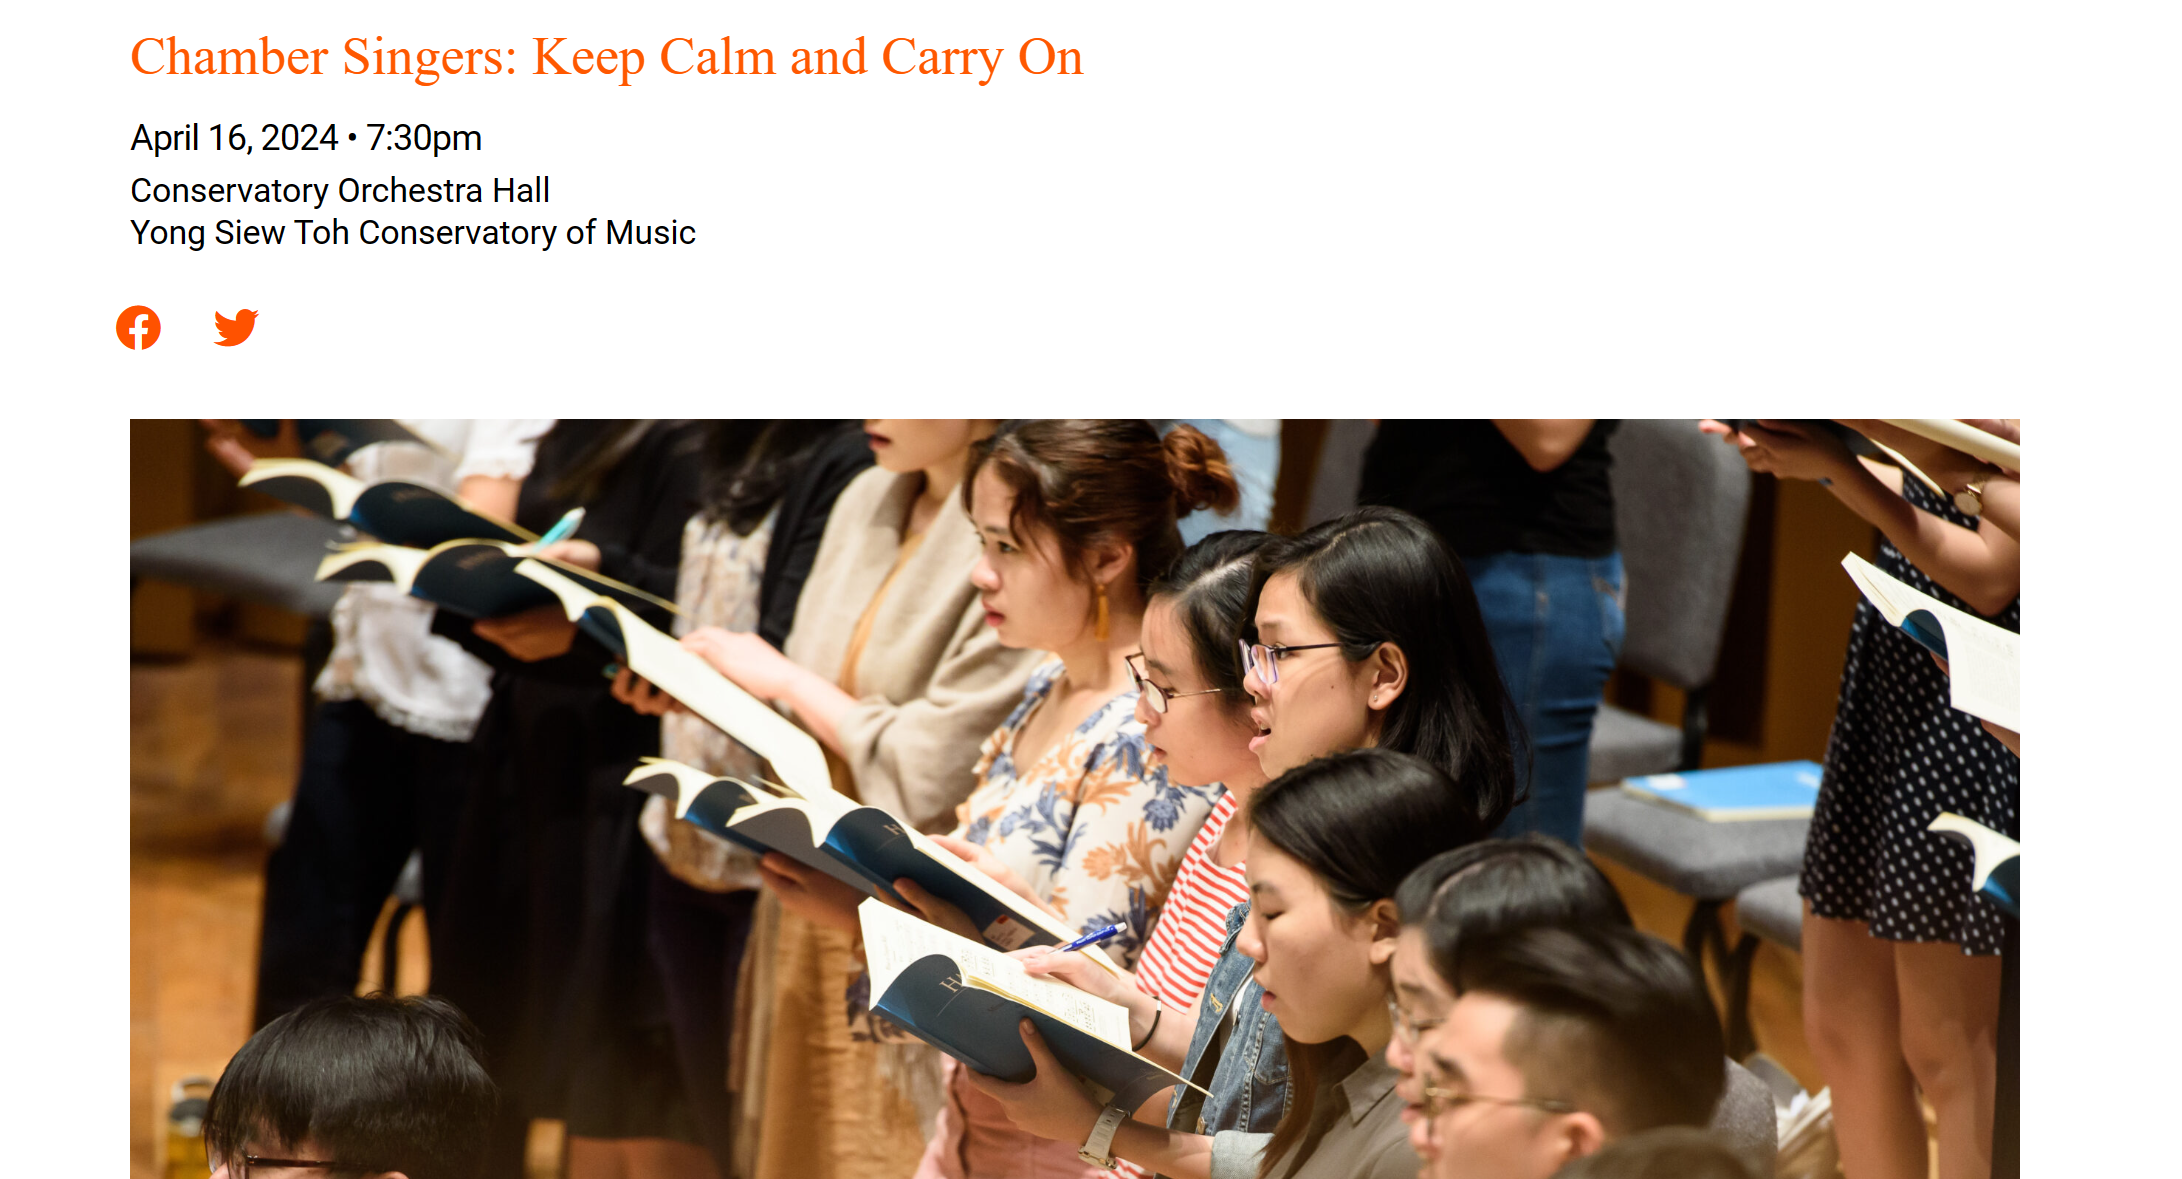 Chamber Singers: Keep Calm and Carry On
April 16, 2024 • 7:30pm
Conservatory Orchestra Hall
Yong Siew Toh Conservatory of Music